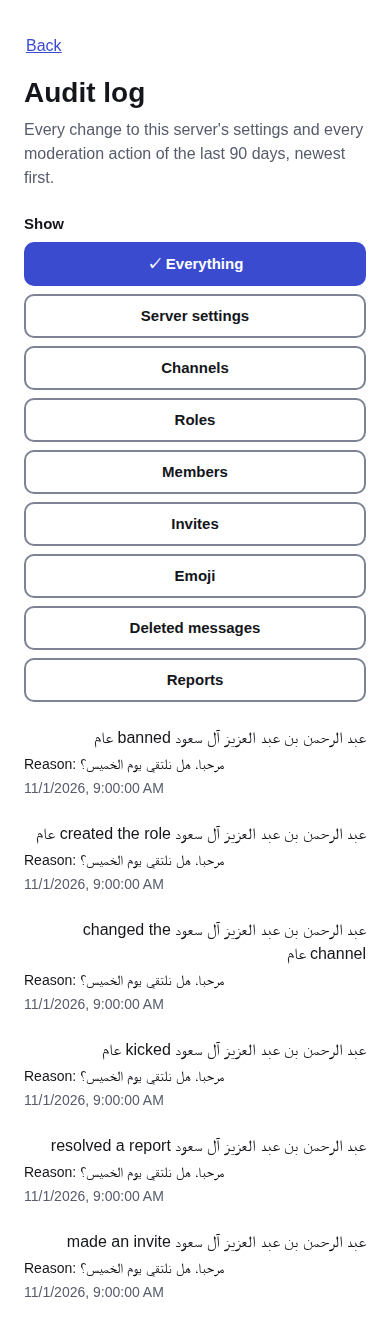 Back
Audit log
Every change to this server's settings and every
moderation action of the last 90 days, newest
first.
Show
✓ Everything
Server settings
Channels
Roles
Members
Invites
Emoji
Deleted messages
Reports
عبد الرحمن بن عبد العزيز آل سعود banned عام
Reason: مرحبا، هل نلتقي يوم الخميس؟
11/1/2026, 9:00:00 AM
عبد الرحمن بن عبد العزيز آل سعود created the role عام
Reason: مرحبا، هل نلتقي يوم الخميس؟
11/1/2026, 9:00:00 AM
عبد الرحمن بن عبد العزيز آل سعود changed the
channel عام
Reason: مرحبا، هل نلتقي يوم الخميس؟
11/1/2026, 9:00:00 AM
عبد الرحمن بن عبد العزيز آل سعود kicked عام
Reason: مرحبا، هل نلتقي يوم الخميس؟
11/1/2026, 9:00:00 AM
عبد الرحمن بن عبد العزيز آل سعود resolved a report
Reason: مرحبا، هل نلتقي يوم الخميس؟
11/1/2026, 9:00:00 AM
عبد الرحمن بن عبد العزيز آل سعود made an invite
Reason: مرحبا، هل نلتقي يوم الخميس؟
11/1/2026, 9:00:00 AM